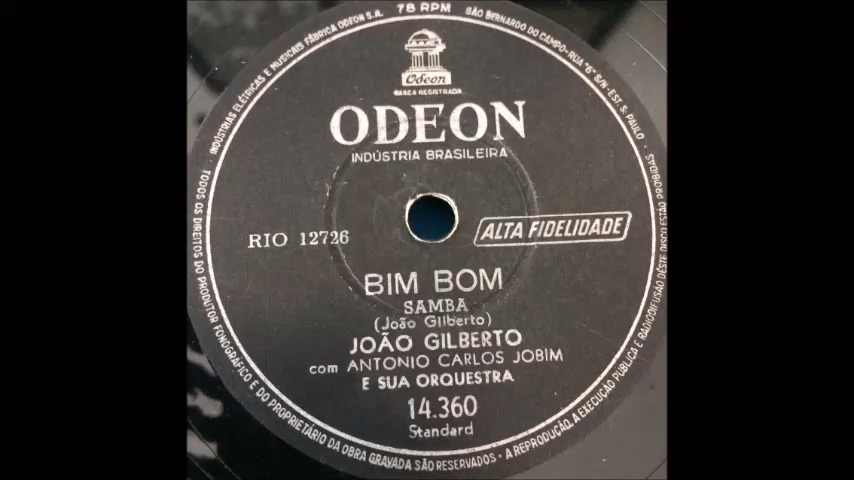 78 RPM
INDÚSTRIAS ELÉTRICAS E MUSICAIS FÁBRICA ODEON S.A.
SÃO BERNARDO DO CAMPO-RUA "6" S/N-EST. S. PAULO
Odeon
MARCA REGISTRADA
ODEON
INDÚSTRIA BRASILEIRA
RIO 12726
ALTA FIDELIDADE
BIM BOM
SAMBA
(João Gilberto)
JOÃO GILBERTO
com ANTONIO CARLOS JOBIM
E SUA ORQUESTRA
14.360
Standard
TODOS OS DIREITOS DO PRODUTOR FONOGRÁFICO E DO PROPRIETÁRIO DA OBRA GRAVADA SÃO RESERVADOS - A REPRODUÇÃO, A EXECUÇÃO PÚBLICA E RADIODIFUSÃO DÊSTE DISCO ESTÃO PROIBIDAS